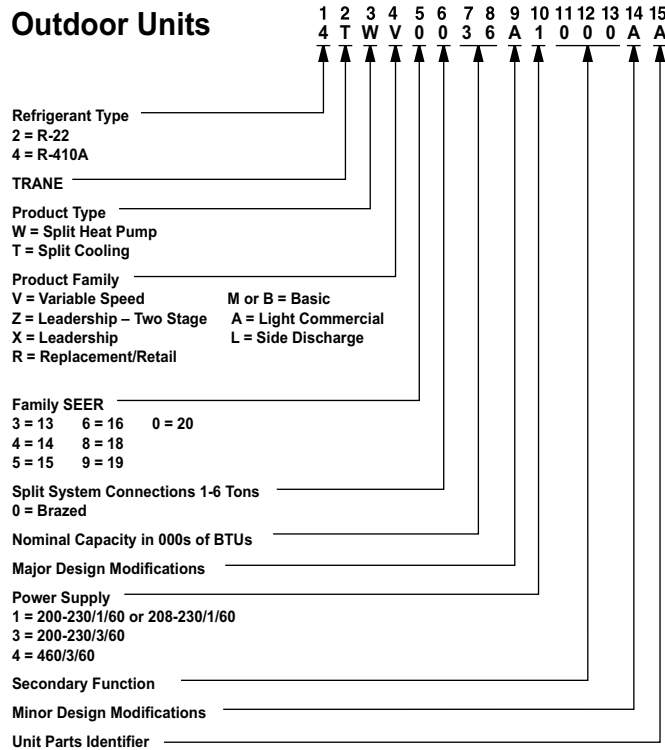 Outdoor Units
1 2 3 4 5 6 7 8 9 10 11 12 13 14 15
4 T W V 0 0 3 6 A 1 0 0 0 A A
Refrigerant Type
2 = R-22
4 = R-410A
TRANE
Product Type
W = Split Heat Pump
T = Split Cooling
Product Family
V = Variable Speed M or B = Basic
Z = Leadership – Two Stage A = Light Commercial
X = Leadership L = Side Discharge
R = Replacement/Retail
Family SEER
3 = 13 6 = 16 0 = 20
4 = 14 8 = 18
5 = 15 9 = 19
Split System Connections 1-6 Tons
0 = Brazed
Nominal Capacity in 000s of BTUs
Major Design Modifications
Power Supply
1 = 200-230/1/60 or 208-230/1/60
3 = 200-230/3/60
4 = 460/3/60
Secondary Function
Minor Design Modifications
Unit Parts Identifier